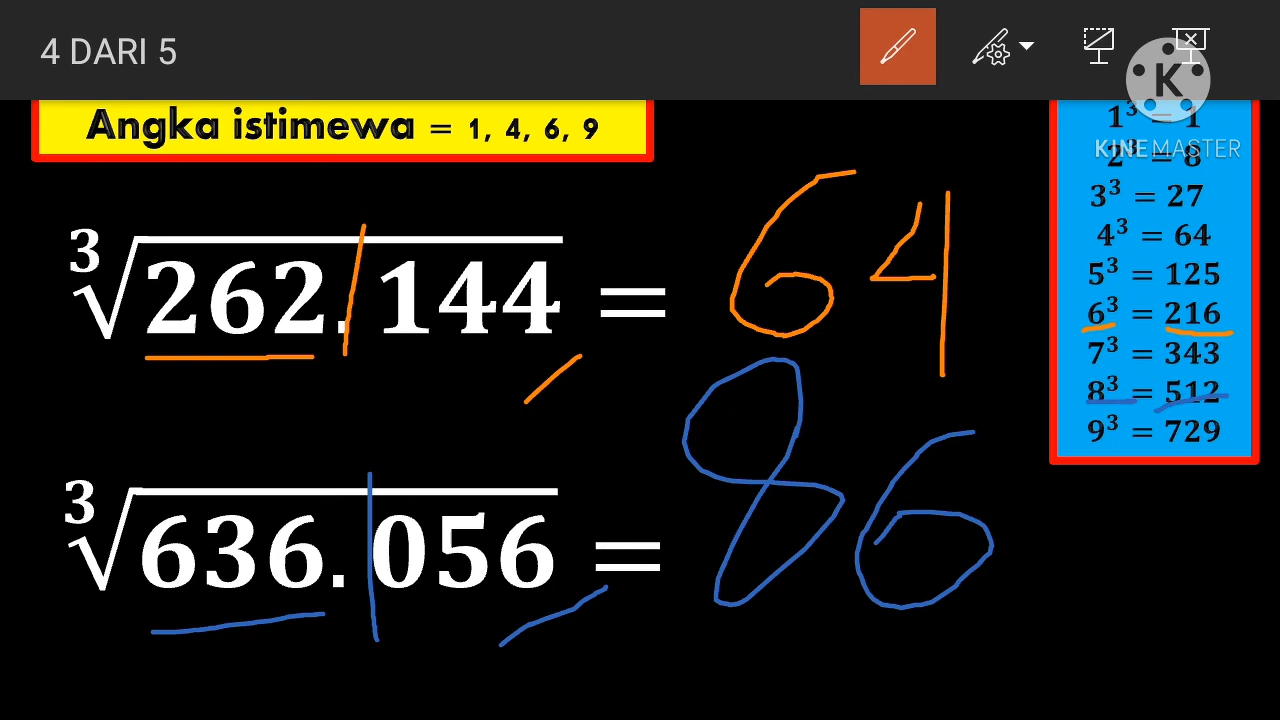 4 DARI 5
K
KINEMASTER
Angka istimewa = 1, 4, 6, 9
1³ = 1
2³ = 8
3³ = 27
4³ = 64
5³ = 125
6³ = 216
7³ = 343
8³ = 512
9³ = 729
∛262.144 = 64
∛636.056 = 86